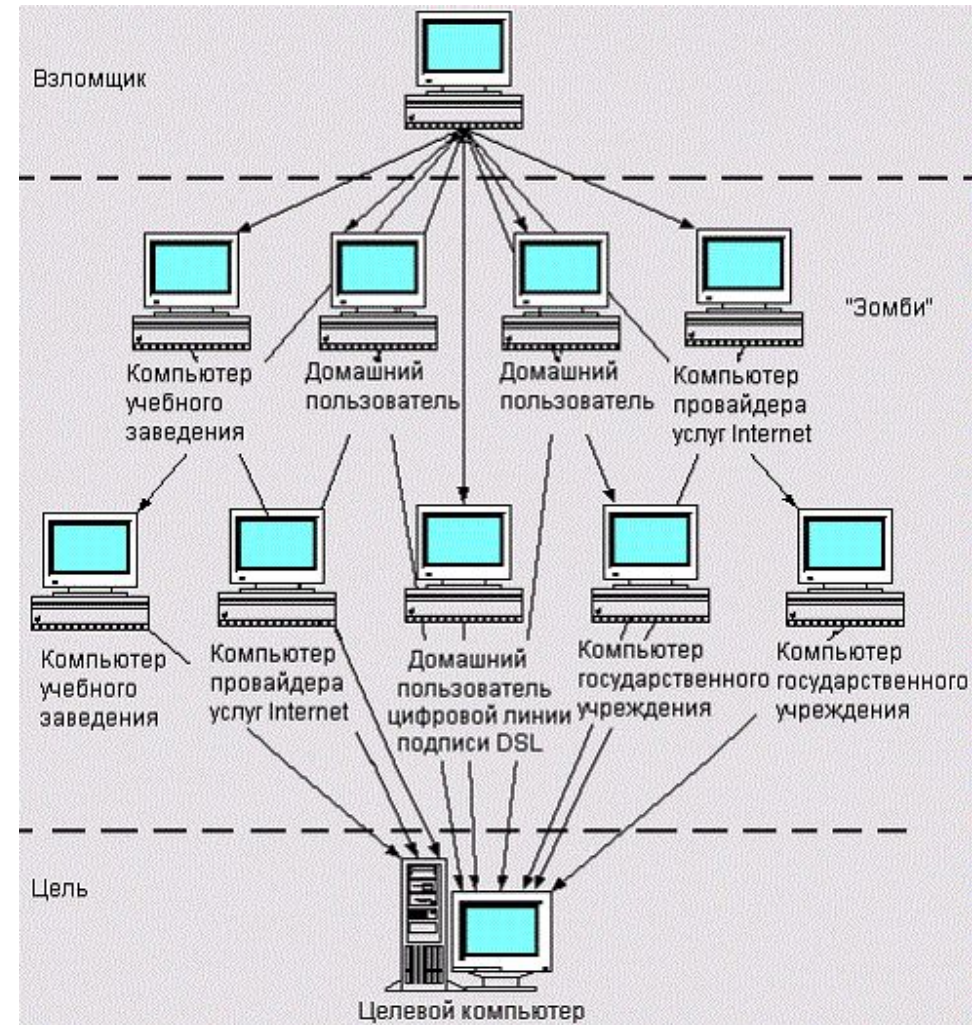 Взломщик
"Зомби"
Компьютер
учебного
заведения
Домашний
пользователь
Домашний
пользователь
Компьютер
провайдера
услуг Internet
Компьютер
учебного
заведения
Компьютер
провайдера
услуг Internet
Домашний
пользователь
цифровой линии
подписи DSL
Компьютер
государственного
учреждения
Компьютер
государственного
учреждения
Цель
Целевой компьютер